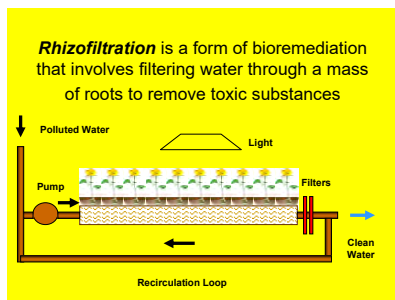 Rhizofiltration is a form of bioremediation
that involves filtering water through a mass
of roots to remove toxic substances
Polluted Water
Light
Pump
Filters
Clean
Water
Recirculation Loop